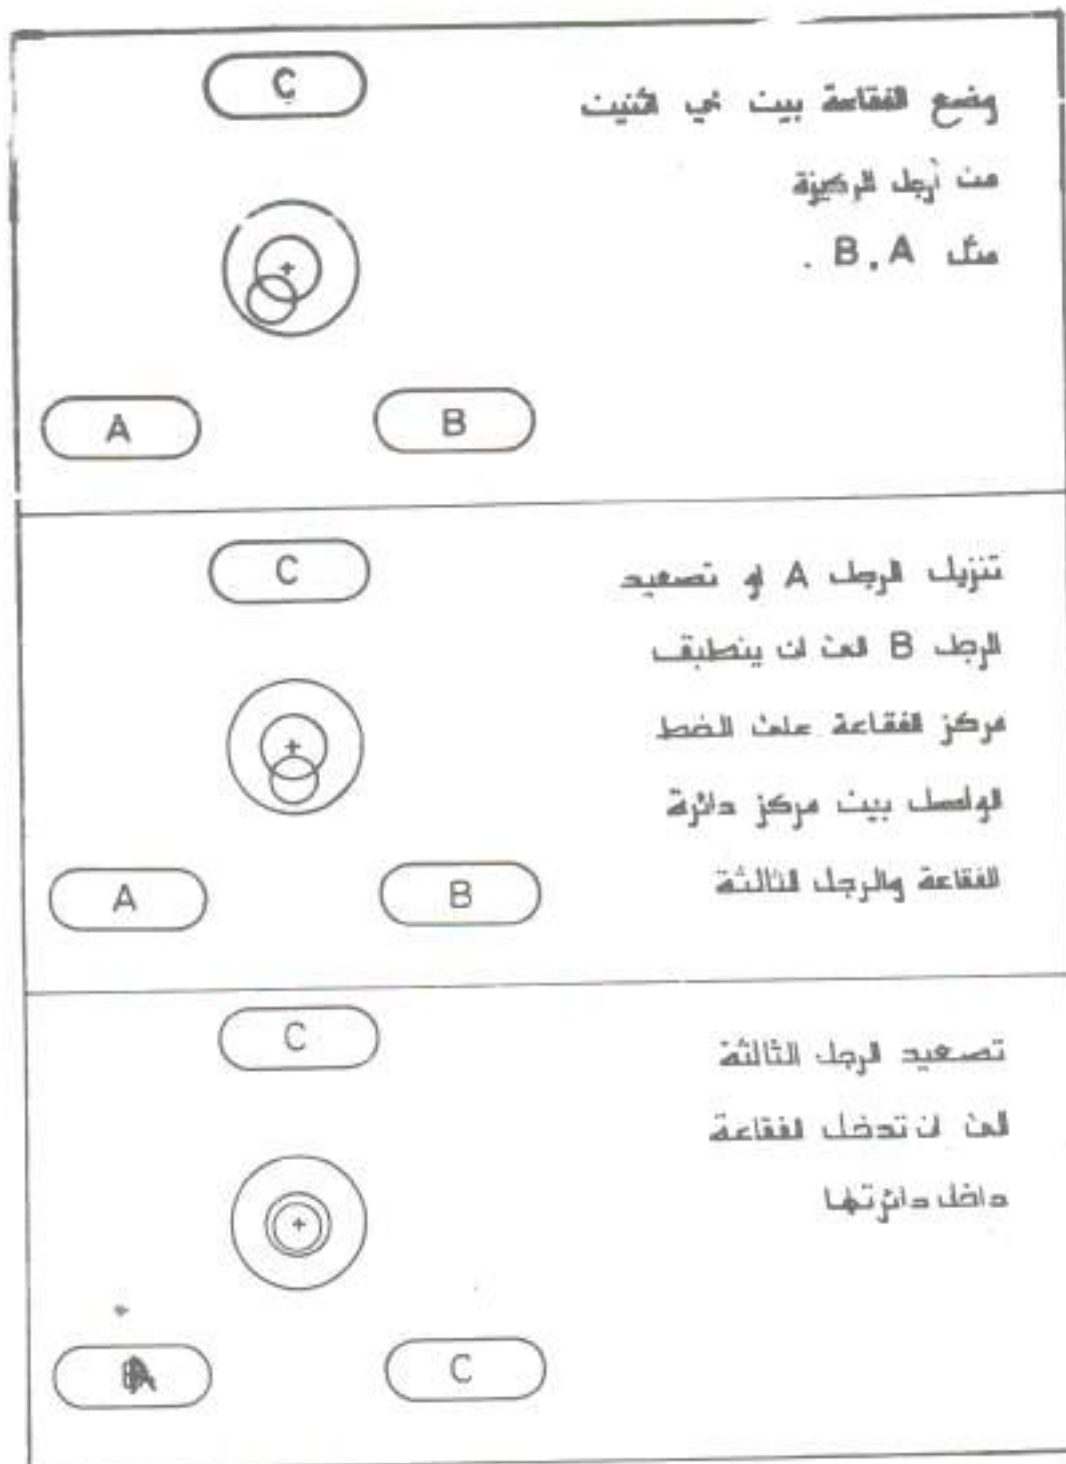 C
وضع الفقاعة بين أي اثنين
من أرجل الركيزة
مثل B , A .
A
B
C
تنزيل الرجل A او تصعيد
الرجل B الى ان ينطبق
مركز الفقاعة على الخط
الواصل بين مركز دائرة
الفقاعة والرجل الثالثة
A
B
C
تصعيد الرجل الثالثة
الى ان تدخل الفقاعة
داخل دائرتها
A
C